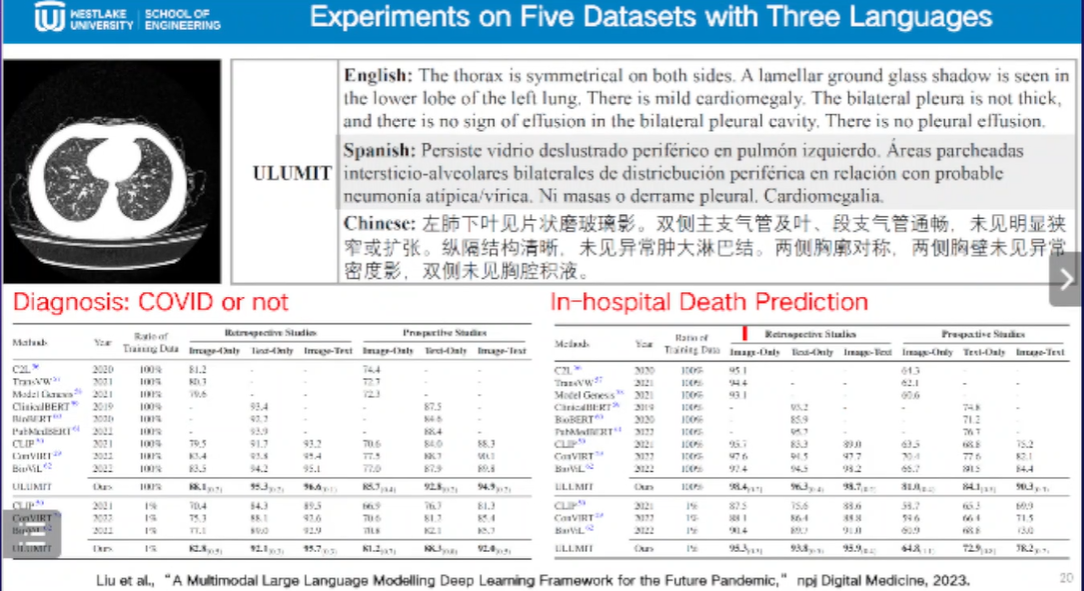 WESTLAKE UNIVERSITY SCHOOL OF ENGINEERING
Experiments on Five Datasets with Three Languages
ULUMIT
English: The thorax is symmetrical on both sides. A lamellar ground glass shadow is seen in
the lower lobe of the left lung. There is mild cardiomegaly. The bilateral pleura is not thick,
and there is no sign of effusion in the bilateral pleural cavity. There is no pleural effusion.
Spanish: Persiste vidrio deslustrado periférico en pulmón izquierdo. Áreas parcheadas
intersticio-alveolares bilaterales de districbución periférica en relación con probable
neumonía atípica/vírica. Ni masas o derrame pleural. Cardiomegalia.
Chinese: 左肺下叶见片状磨玻璃影。双侧主支气管及叶、段支气管通畅，未见明显狭
窄或扩张。纵隔结构清晰，未见异常肿大淋巴结。两侧胸廓对称，两侧胸壁未见异常
密度影，双侧未见胸腔积液。
Diagnosis: COVID or not
Methods Year Ratio of Training Data Retrospective Studies Prospective Studies
Image-Only Text-Only Image-Text Image-Only Text-Only Image-Text
C2L 2020 100% 81.2 - - 74.4 - -
TransVW 2021 100% 80.3 - - 72.7 - -
Model Genesis 2021 100% 79.6 - - 72.3 - -
ClinicalBERT 2019 100% - 93.4 - - 87.5 -
BioBERT 2020 100% - 92.7 - - 84.6 -
PubMedBERT 2022 100% - 93.9 - - 88.4 -
CLIP 2021 100% 79.5 91.7 93.2 70.6 84.0 88.3
ConVIRT 2022 100% 83.4 93.8 95.4 77.5 90.1
BioViL 2022 100% 83.5 94.2 95.1 77.0 87.9 89.8
ULUMIT Ours 100% 88.1 95.3 96.6 85.7 92.8 94.9
CLIP 2021 1% 70.4 84.3 89.5 66.9 76.7 81.3
ConVIRT 2022 1% 75.3 88.1 92.6 70.6 81.2 85.4
2022 1% 77.1 89.0 92.9 82.1
ULUMIT Ours 1% 82.8 92.1 95.7 81.2 88.3 92.0
In-hospital Death Prediction
Methods Year Ratio of Training Data Retrospective Studies Prospective Studies
Image-Only Text-Only Image-Text Image-Only Text-Only Image-Text
C2L 2020 100% 95.1 - - 64.3 - -
TransVW 2021 100% 94.4 - - 62.1 - -
Model Genesis 2021 100% 93.1 - - 60.6 - -
ClinicalBERT 2019 100% - 93.2 - - 74.8 -
BioBERT 2020 100% - 85.9 - - 71.2 -
PubMedBERT 2022 100% - 95.7 - - 76.7 -
CLIP 2021 100% 95.7 83.3 89.0 63.5 68.8 75.2
ConVIRT 2022 100% 97.6 94.5 97.7 70.4 77.6 82.1
BioViL 2022 100% 97.4 94.5 98.2 66.7 80.5 84.4
ULUMIT Ours 100% 98.4 96.3 98.7 81.0 84.1 90.3
CLIP 2021 1% 87.5 75.6 88.6 58.7 65.3 69.9
ConVIRT 2022 1% 88.1 86.4 88.8 59.6 66.4 71.5
BioViL 2022 1% 90.4 91.0 60.9 68.8 73.0
ULUMIT Ours 1% 95.3 93.8 95.9 64.8 72.9 78.2
Liu et al., “A Multimodal Large Language Modelling Deep Learning Framework for the Future Pandemic,” npj Digital Medicine, 2023.
20